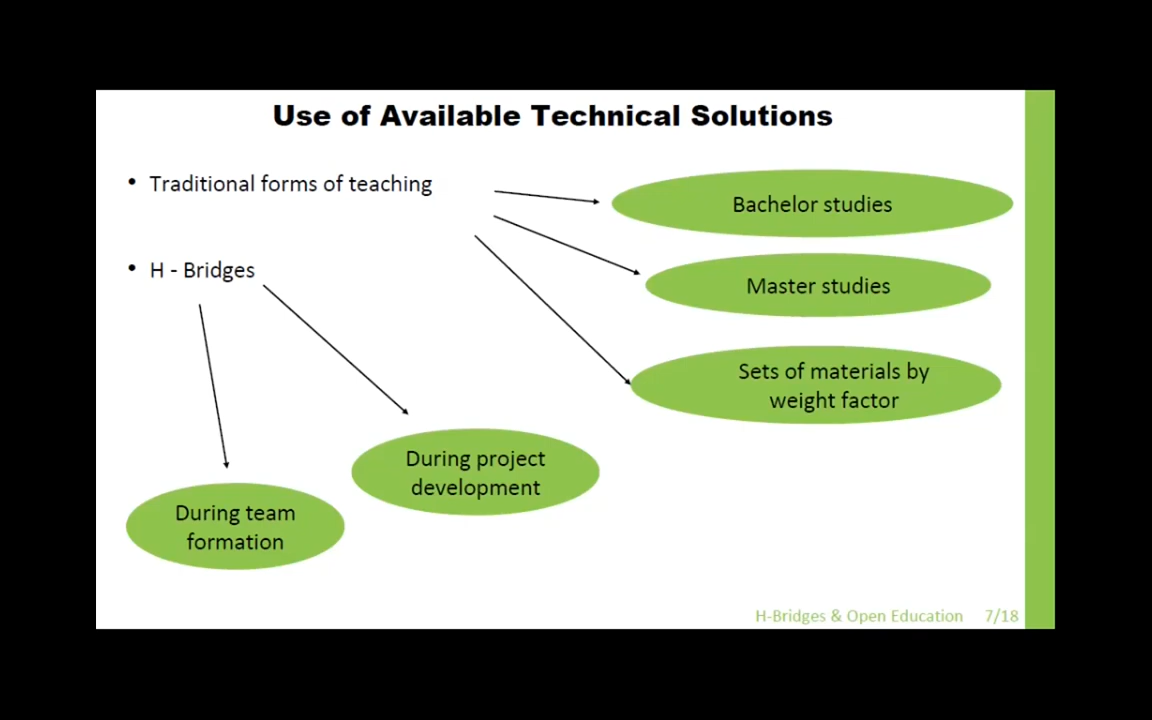 Use of Available Technical Solutions
• Traditional forms of teaching
Bachelor studies
• H - Bridges
Master studies
Sets of materials by
weight factor
During project
development
During team
formation
H-Bridges & Open Education 7/18